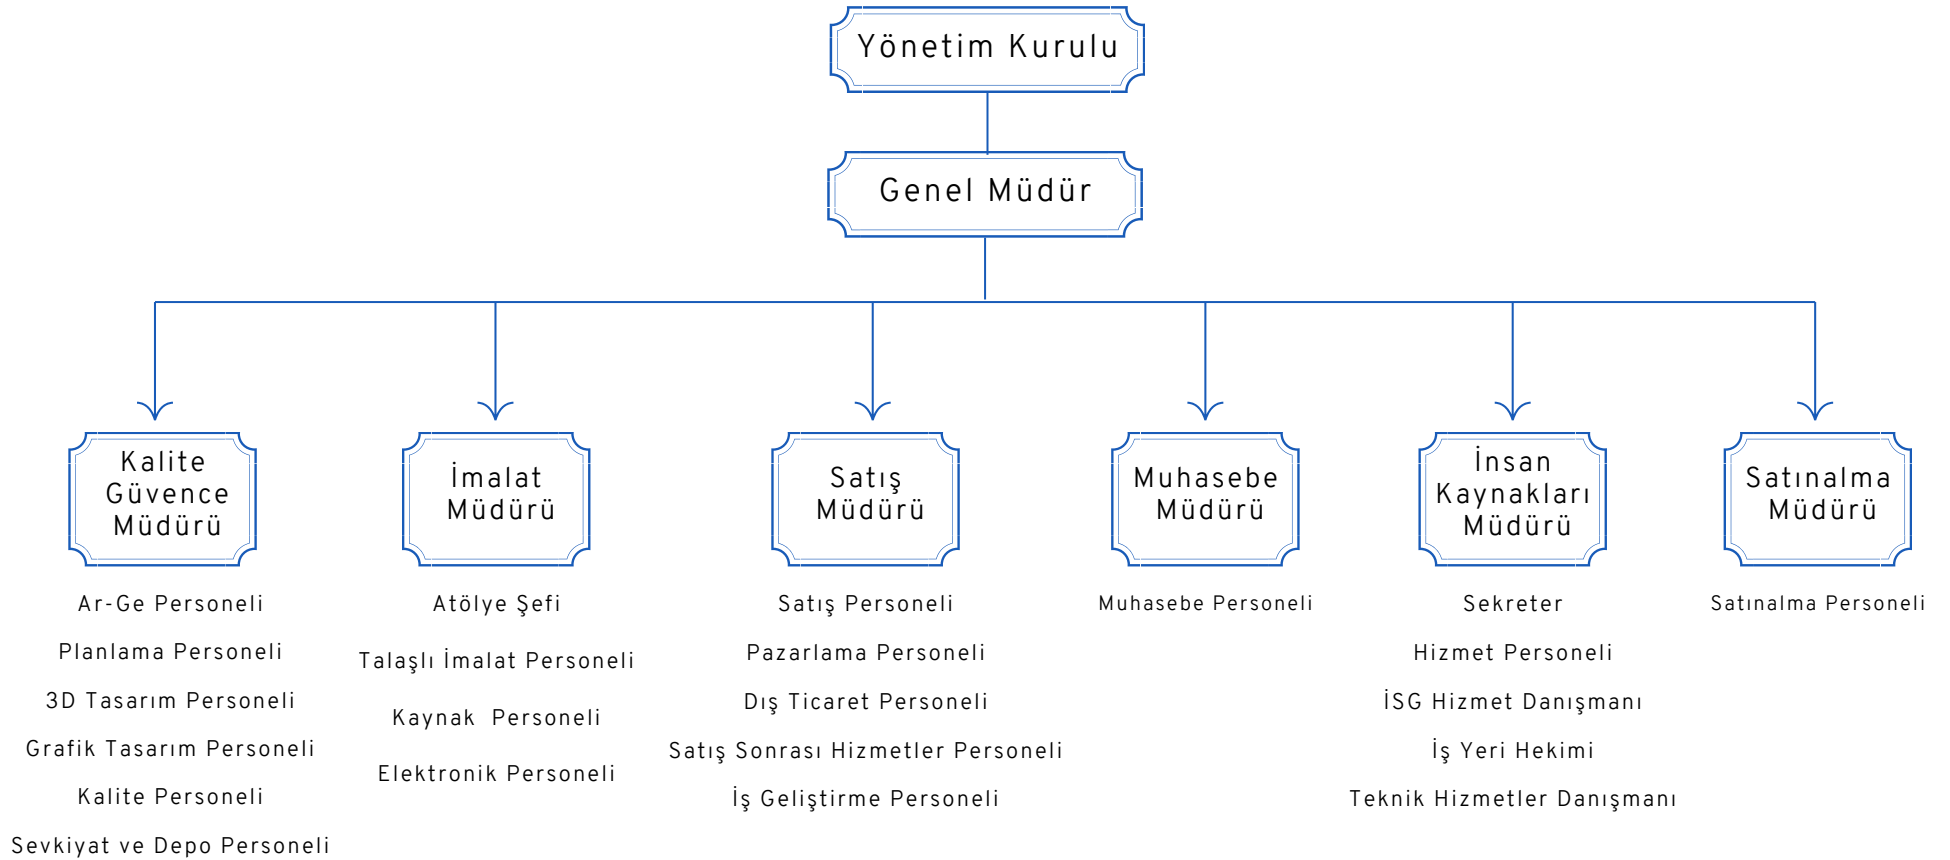 Yönetim Kurulu
Genel Müdür
Kalite
Güvence
Müdürü
Ar-Ge Personeli
Planlama Personeli
3D Tasarım Personeli
Grafik Tasarım Personeli
Kalite Personeli
Sevkiyat ve Depo Personeli
İmalat
Müdürü
Atölye Şefi
Talaşlı İmalat Personeli
Kaynak Personeli
Elektronik Personeli
Satış
Müdürü
Satış Personeli
Pazarlama Personeli
Dış Ticaret Personeli
Satış Sonrası Hizmetler Personeli
İş Geliştirme Personeli
Muhasebe
Müdürü
Muhasebe Personeli
İnsan
Kaynakları
Müdürü
Sekreter
Hizmet Personeli
İSG Hizmet Danışmanı
İş Yeri Hekimi
Teknik Hizmetler Danışmanı
Satınalma
Müdürü
Satınalma Personeli